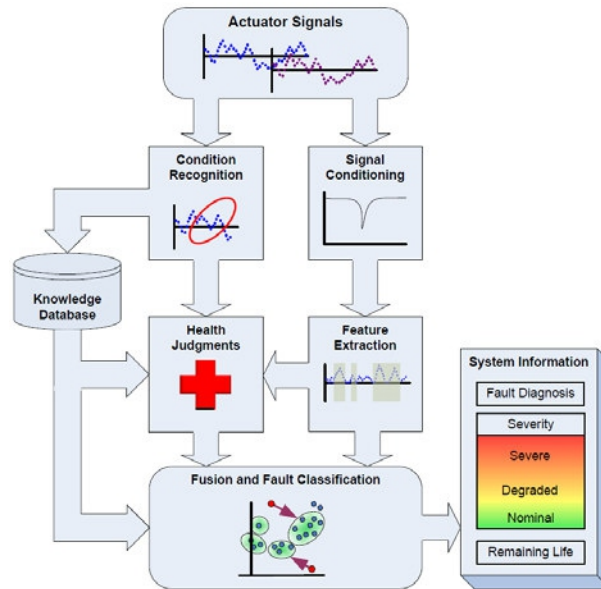 Actuator Signals
Condition
Recognition
Signal
Conditioning
Knowledge
Database
Health
Judgments
Feature
Extraction
System Information
Fault Diagnosis
Severity
Severe
Degraded
Nominal
Remaining Life
Fusion and Fault Classification